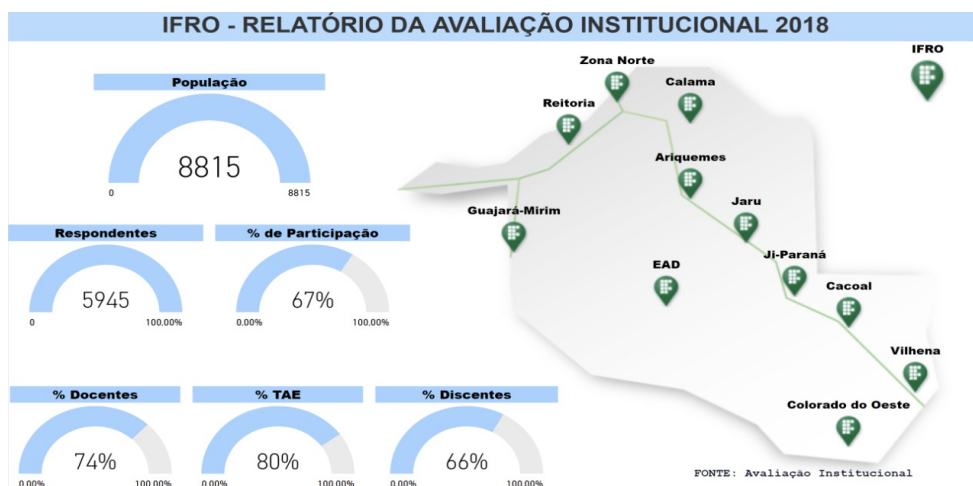 IFRO - RELATÓRIO DA AVALIAÇÃO INSTITUCIONAL 2018
População
8815
0
8815
Respondentes
5945
0
100.00%
% de Participação
67%
0.00%
100.00%
% Docentes
74%
0.00%
100.00%
% TAE
80%
0.00%
100.00%
% Discentes
66%
0.00%
100.00%
IFRO
Zona Norte
Calama
Reitoria
Ariquemes
Jaru
Guajará-Mirim
Ji-Paraná
EAD
Cacoal
Vilhena
Colorado do Oeste
FONTE: Avaliação Institucional